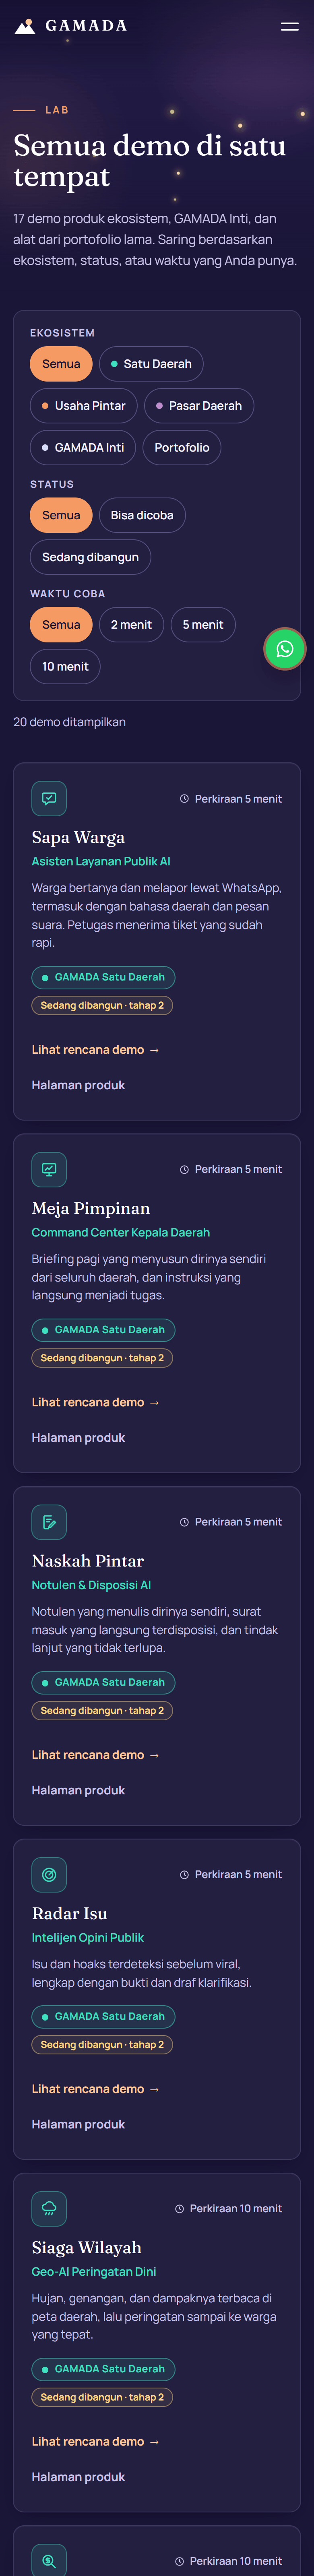 GAMADA
LAB
Semua demo di satu
tempat
17 demo produk ekosistem, GAMADA Inti, dan
alat dari portofolio lama. Saring berdasarkan
ekosistem, status, atau waktu yang Anda punya.
EKOSISTEM
Semua
Satu Daerah
Usaha Pintar
Pasar Daerah
GAMADA Inti
Portofolio
STATUS
Semua
Bisa dicoba
Sedang dibangun
WAKTU COBA
Semua
2 menit
5 menit
10 menit
20 demo ditampilkan
Perkiraan 5 menit
Sapa Warga
Asisten Layanan Publik AI
Warga bertanya dan melapor lewat WhatsApp,
termasuk dengan bahasa daerah dan pesan
suara. Petugas menerima tiket yang sudah
rapi.
GAMADA Satu Daerah
Sedang dibangun · tahap 2
Lihat rencana demo →
Halaman produk
Perkiraan 5 menit
Meja Pimpinan
Command Center Kepala Daerah
Briefing pagi yang menyusun dirinya sendiri
dari seluruh daerah, dan instruksi yang
langsung menjadi tugas.
GAMADA Satu Daerah
Sedang dibangun · tahap 2
Lihat rencana demo →
Halaman produk
Perkiraan 5 menit
Naskah Pintar
Notulen & Disposisi AI
Notulen yang menulis dirinya sendiri, surat
masuk yang langsung terdisposisi, dan tindak
lanjut yang tidak terlupa.
GAMADA Satu Daerah
Sedang dibangun · tahap 2
Lihat rencana demo →
Halaman produk
Perkiraan 5 menit
Radar Isu
Intelijen Opini Publik
Isu dan hoaks terdeteksi sebelum viral,
lengkap dengan bukti dan draf klarifikasi.
GAMADA Satu Daerah
Sedang dibangun · tahap 2
Lihat rencana demo →
Halaman produk
Perkiraan 10 menit
Siaga Wilayah
Geo-AI Peringatan Dini
Hujan, genangan, dan dampaknya terbaca di
peta daerah, lalu peringatan sampai ke warga
yang tepat.
GAMADA Satu Daerah
Sedang dibangun · tahap 2
Lihat rencana demo →
Halaman produk
Perkiraan 10 menit